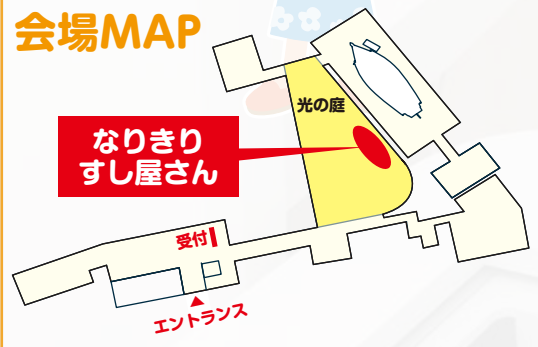 会場MAP
光の庭
なりきり
すし屋さん
受付
エントランス